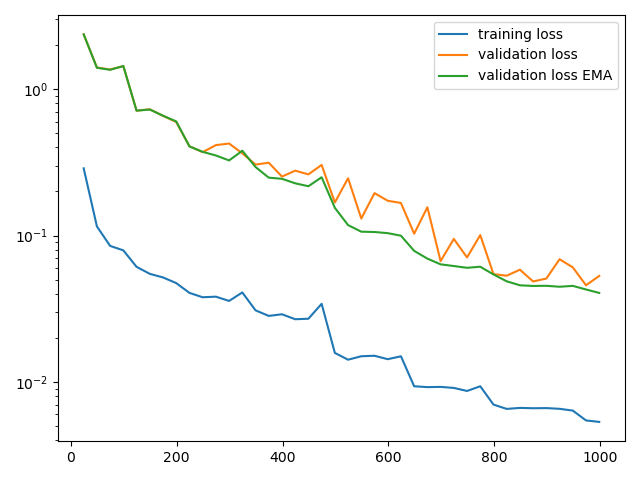 training loss
validation loss
validation loss EMA
10⁰
10⁻¹
10⁻²
0 200 400 600 800 1000